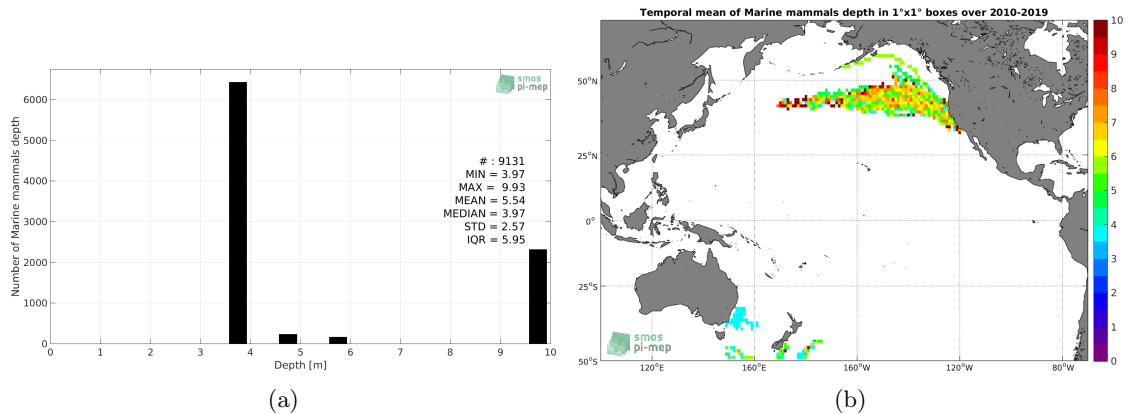 6000
5000
4000
3000
2000
1000
0
Number of Marine mammals depth
smos
pi-mep
# : 9131
MIN = 3.97
MAX = 9.93
MEAN = 5.54
MEDIAN = 3.97
STD = 2.57
IQR = 5.95
0 1 2 3 4 5 6 7 8 9 10
Depth [m]
(a)
Temporal mean of Marine mammals depth in 1°x1° boxes over 2010-2019
50°N
25°N
0°
25°S
50°S
smos
pi-mep
120°E 160°E 160°W 120°W 80°W
10
9
8
7
6
5
4
3
2
1
0
(b)